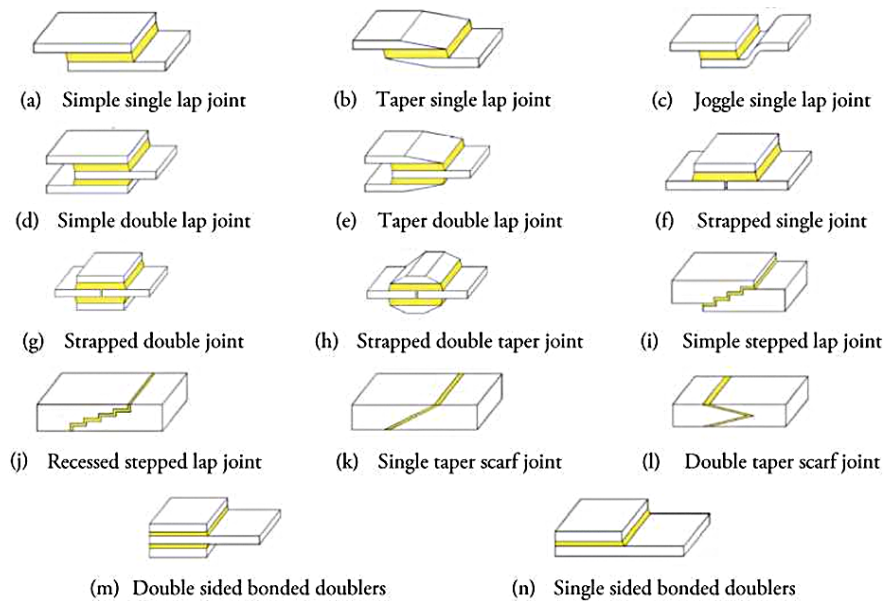 (a) Simple single lap joint
(b) Taper single lap joint
(c) Joggle single lap joint
(d) Simple double lap joint
(e) Taper double lap joint
(f) Strapped single joint
(g) Strapped double joint
(h) Strapped double taper joint
(i) Simple stepped lap joint
(j) Recessed stepped lap joint
(k) Single taper scarf joint
(l) Double taper scarf joint
(m) Double sided bonded doublers
(n) Single sided bonded doublers